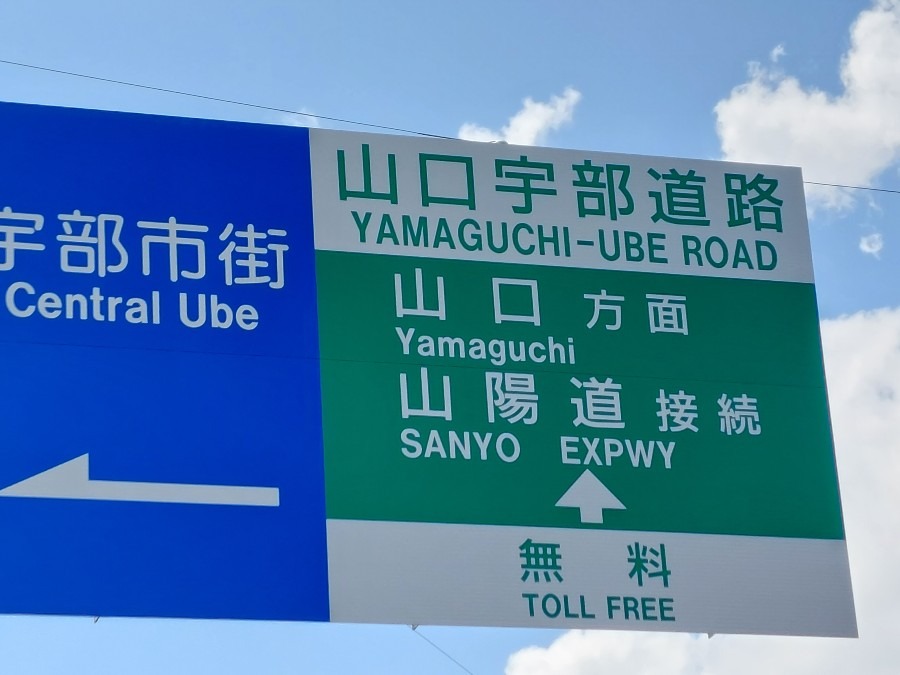 宇部市街
Central Ube
山口宇部道路
YAMAGUCHI-UBE ROAD
山口 方面
Yamaguchi
山陽道 接続
SANYO EXPWY
無料
TOLL FREE